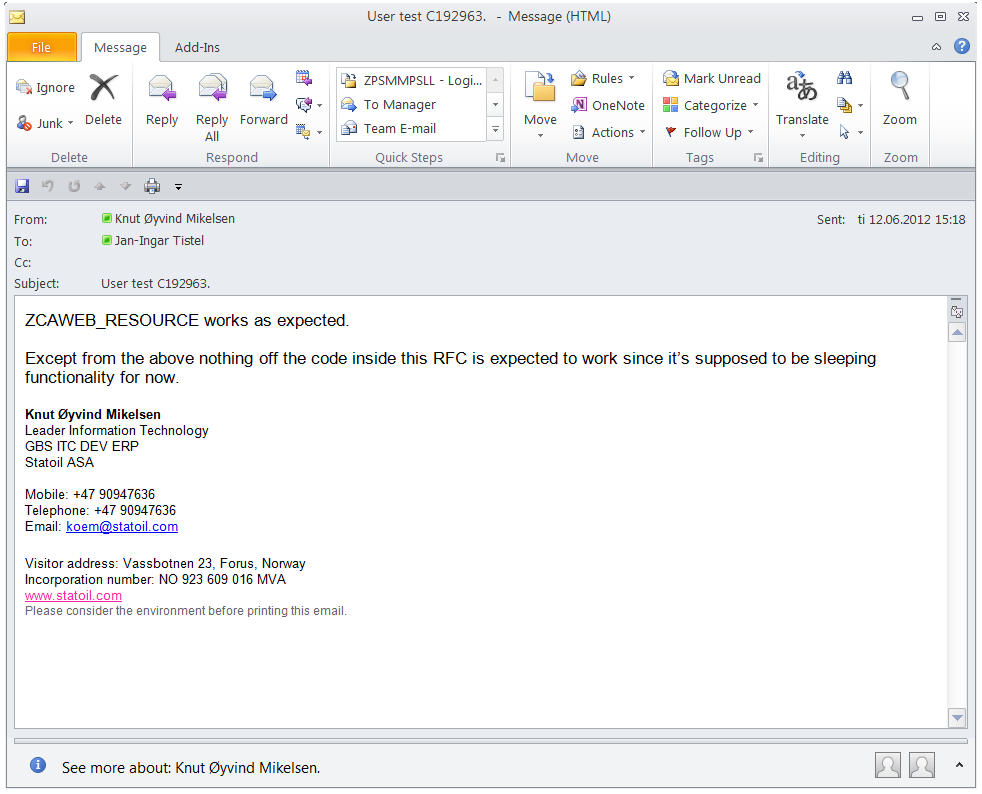 User test C192963. - Message (HTML)
File Message Add-Ins
Ignore
Junk
Delete
Reply
Reply All
Forward
ZPSMMPSLL - Logi...
To Manager
Team E-mail
Move
Rules
OneNote
Actions
Mark Unread
Categorize
Follow Up
Translate
Zoom
Delete Respond Quick Steps Move Tags Editing Zoom
From: Knut Øyvind Mikelsen Sent: ti 12.06.2012 15:18
To: Jan-Ingar Tistel
Cc:
Subject: User test C192963.
ZCAWEB_RESOURCE works as expected.
Except from the above nothing off the code inside this RFC is expected to work since it's supposed to be sleeping
functionality for now.
Knut Øyvind Mikelsen
Leader Information Technology
GBS ITC DEV ERP
Statoil ASA
Mobile: +47 90947636
Telephone: +47 90947636
Email: koem@statoil.com
Visitor address: Vassbotnen 23, Forus, Norway
Incorporation number: NO 923 609 016 MVA
www.statoil.com
Please consider the environment before printing this email.
See more about: Knut Øyvind Mikelsen.